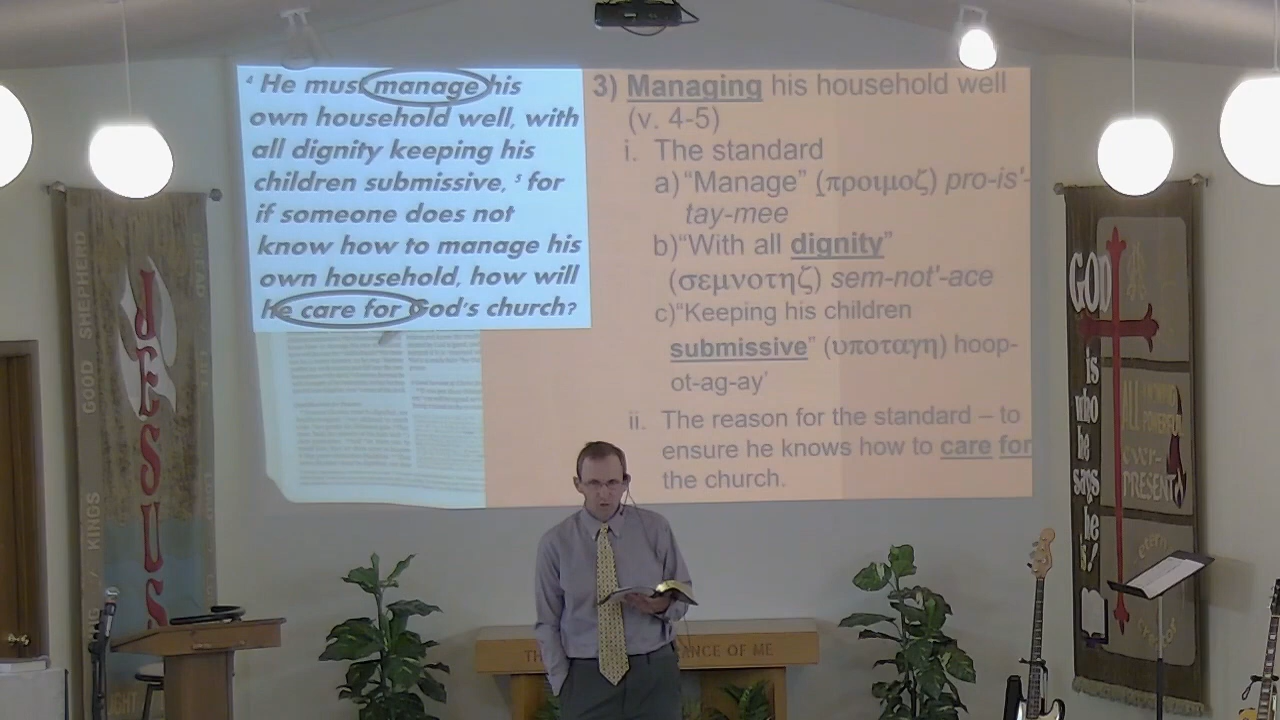 ⁴ He must manage his
own household well, with
all dignity keeping his
children submissive, ⁵ for
if someone does not
know how to manage his
own household, how will
he care for God's church?
3) Managing his household well
(v. 4-5)
i. The standard
a) "Manage" (προιμοζ) pro-is'-
tay-mee
b) "With all dignity"
(σεμνοτηζ) sem-not'-ace
c) "Keeping his children
submissive" (υποταγη) hoop-
ot-ag-ay'
ii. The reason for the standard – to
ensure he knows how to care for
the church.
GOOD SHEPHERD
KINGS
JESUS
GOD
is
who
he
says
he
is!
ALL
POWERFUL
EVER-
PRESENT
etern
TH
ANCE OF ME